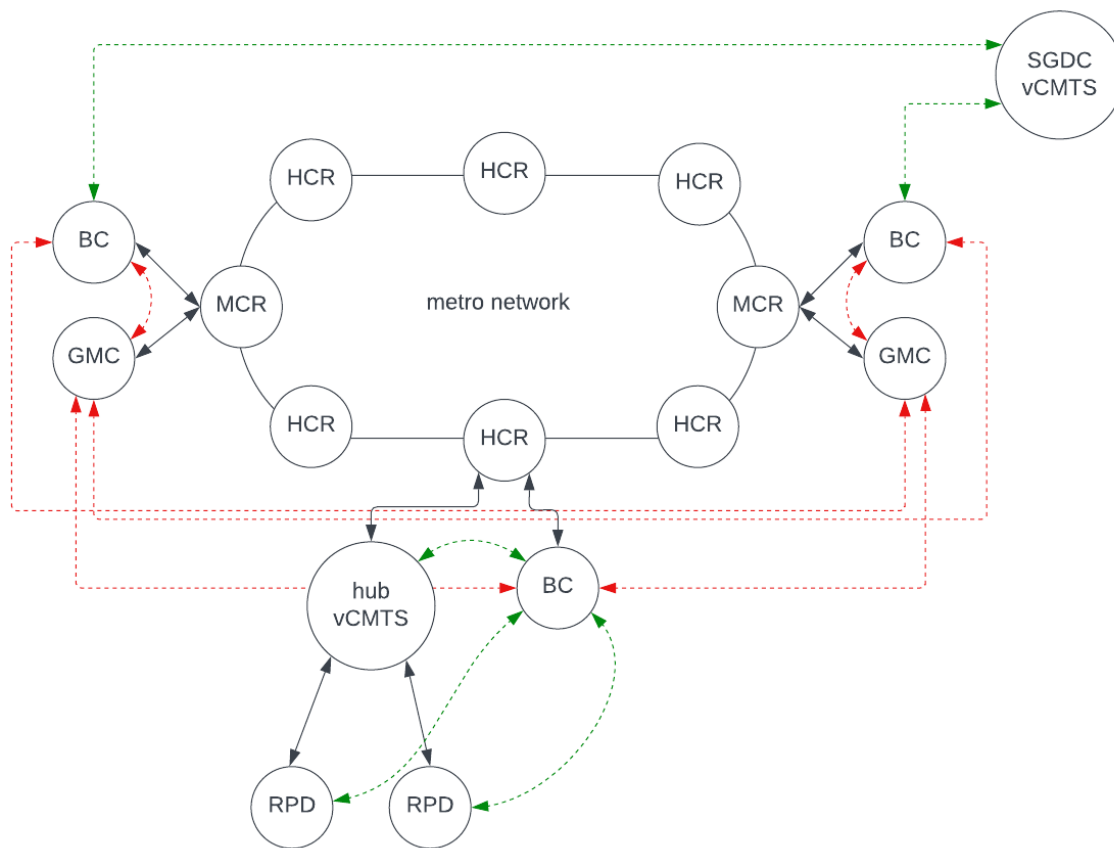 SGDC
vCMTS
HCR
HCR
HCR
BC
BC
MCR
metro network
MCR
GMC
GMC
HCR
HCR
HCR
hub
vCMTS
BC
RPD
RPD